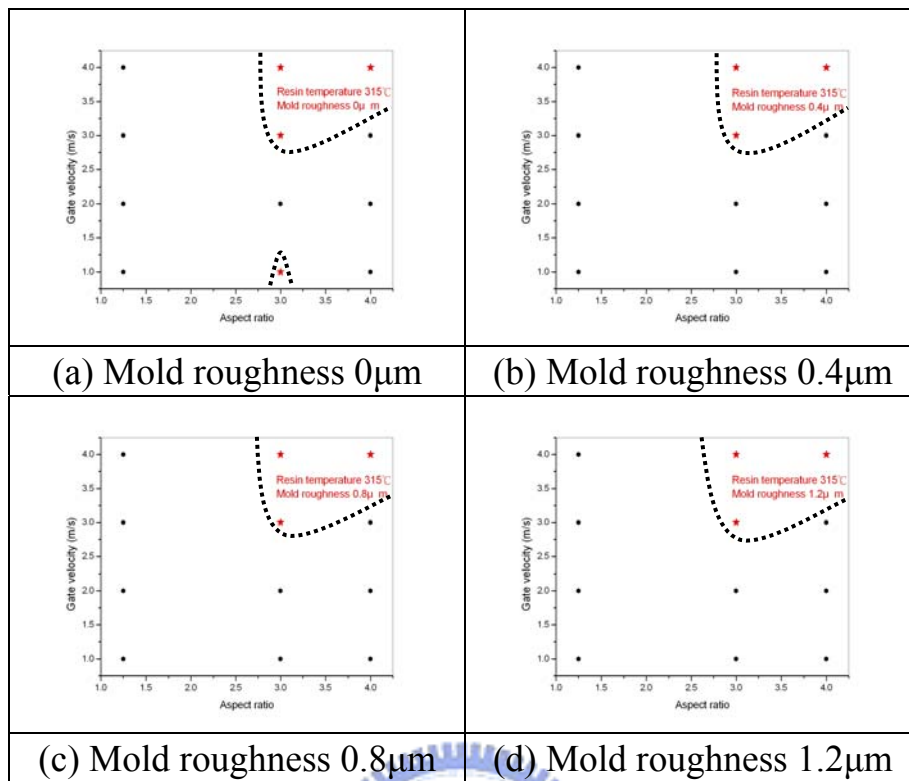 4.0
3.5
3.0
2.5
2.0
1.5
1.0
Gate velocity (m/s)
Resin temperature 315℃
Mold roughness 0μ m
1.0 1.5 2.0 2.5 3.0 3.5 4.0
Aspect ratio
4.0
3.5
3.0
2.5
2.0
1.5
1.0
Gate velocity (m/s)
Resin temperature 315℃
Mold roughness 0.4μ m
1.0 1.5 2.0 2.5 3.0 3.5 4.0
Aspect ratio
(a) Mold roughness 0μm
(b) Mold roughness 0.4μm
4.0
3.5
3.0
2.5
2.0
1.5
1.0
Gate velocity (m/s)
Resin temperature 315℃
Mold roughness 0.8μ m
1.0 1.5 2.0 2.5 3.0 3.5 4.0
Aspect ratio
4.0
3.5
3.0
2.5
2.0
1.5
1.0
Gate velocity (m/s)
Resin temperature 315℃
Mold roughness 1.2μ m
1.0 1.5 2.0 2.5 3.0 3.5 4.0
Aspect ratio
(c) Mold roughness 0.8μm
(d) Mold roughness 1.2μm